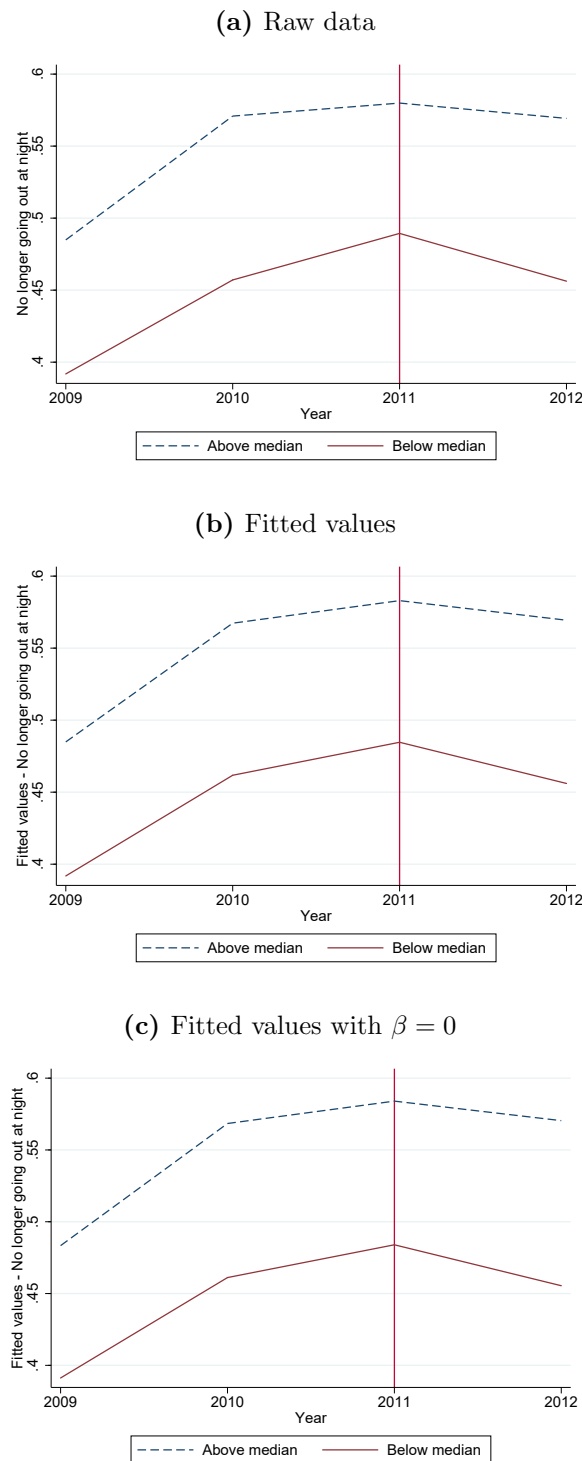 (a) Raw data
No longer going out at night
.6
.55
.5
.45
.4
2009 2010 2011 2012
Year
Above median Below median
(b) Fitted values
Fitted values - No longer going out at night
.6
.55
.5
.45
.4
2009 2010 2011 2012
Year
Above median Below median
(c) Fitted values with β = 0
Fitted values - No longer going out at night
.6
.55
.5
.45
.4
2009 2010 2011 2012
Year
Above median Below median